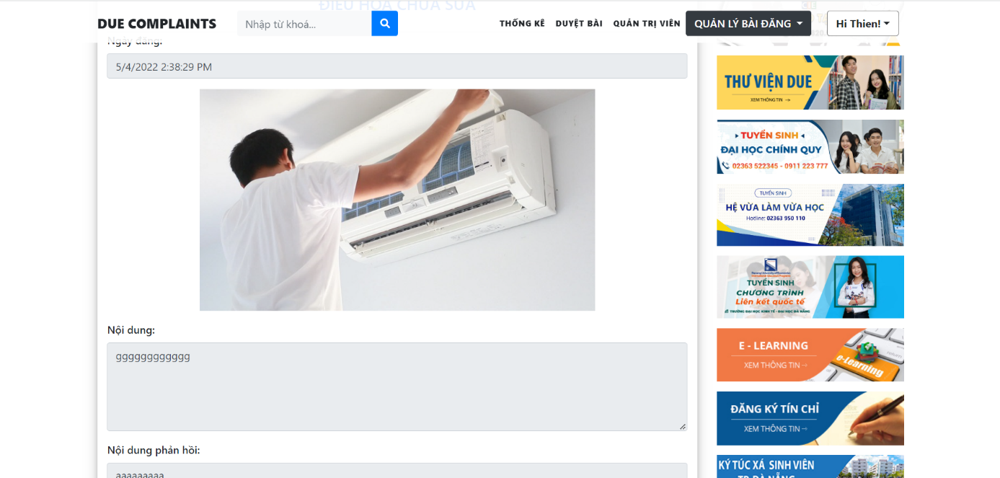 ĐIỀU HÒA CHƯA SỬA
DUE COMPLAINTS
Nhập từ khoá...
THỐNG KÊ
DUYỆT BÀI
QUẢN TRỊ VIÊN
QUẢN LÝ BÀI ĐĂNG
Hi Thien!
Ngày đăng:
5/4/2022 2:38:29 PM
Nội dung:
gggggggggggg
Nội dung phản hồi:
aaaaaaaaa
THƯ VIỆN DUE
XEM THÔNG TIN
TUYỂN SINH
ĐẠI HỌC CHÍNH QUY
02363 522345 - 0911 223 777
TUYỂN SINH
HỆ VỪA LÀM VỪA HỌC
Hotline: 02363 950 110
TUYỂN SINH
CHƯƠNG TRÌNH
Liên kết quốc tế
TRƯỜNG ĐẠI HỌC KINH TẾ - ĐẠI HỌC ĐÀ NẴNG
E - LEARNING
XEM THÔNG TIN
return
e-Learning
ĐĂNG KÝ TÍN CHỈ
XEM THÔNG TIN
KÝ TÚC XÁ SINH VIÊN
TP ĐÀ NẴNG